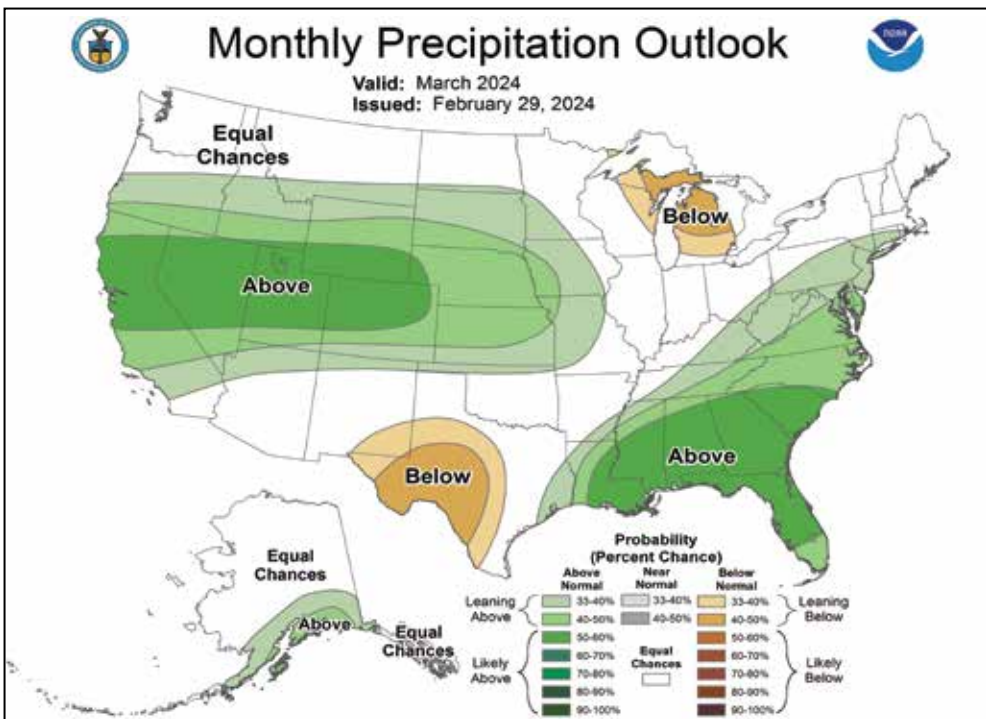 Monthly Precipitation Outlook
noaa
Valid: March 2024
Issued: February 29, 2024
Equal
Chances
Below
Above
Above
Below
Equal
Chances
Above
Equal
Chances
Probability
(Percent Chance)
Above
Normal
Near
Normal
Below
Normal
Leaning
Above
33-40%
33-40%
33-40%
Leaning
Below
40-50%
40-50%
40-50%
50-60%
50-60%
Likely
Above
60-70%
Equal
Chances
60-70%
Likely
Below
70-80%
70-80%
80-90%
80-90%
90-100%
90-100%